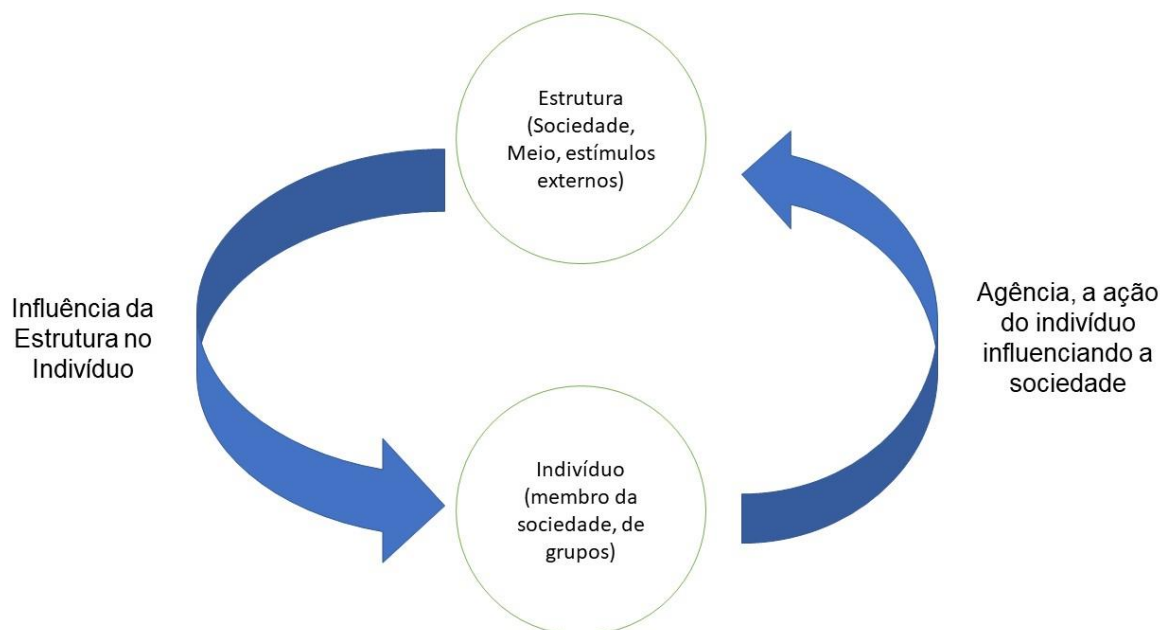 Estrutura
(Sociedade,
Meio, estímulos
externos)
Influência da
Estrutura no
Indivíduo
Agência, a ação
do indivíduo
influenciando a
sociedade
Indivíduo
(membro da
sociedade, de
grupos)